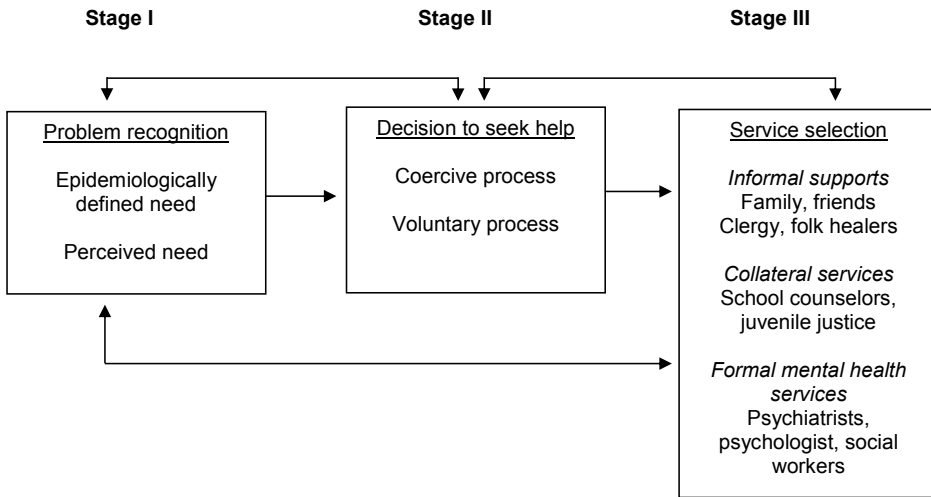 Stage I
Stage II
Stage III
Problem recognition
Epidemiologically
defined need
Perceived need
Decision to seek help
Coercive process
Voluntary process
Service selection
Informal supports
Family, friends
Clergy, folk healers
Collateral services
School counselors,
juvenile justice
Formal mental health
services
Psychiatrists,
psychologist, social
workers